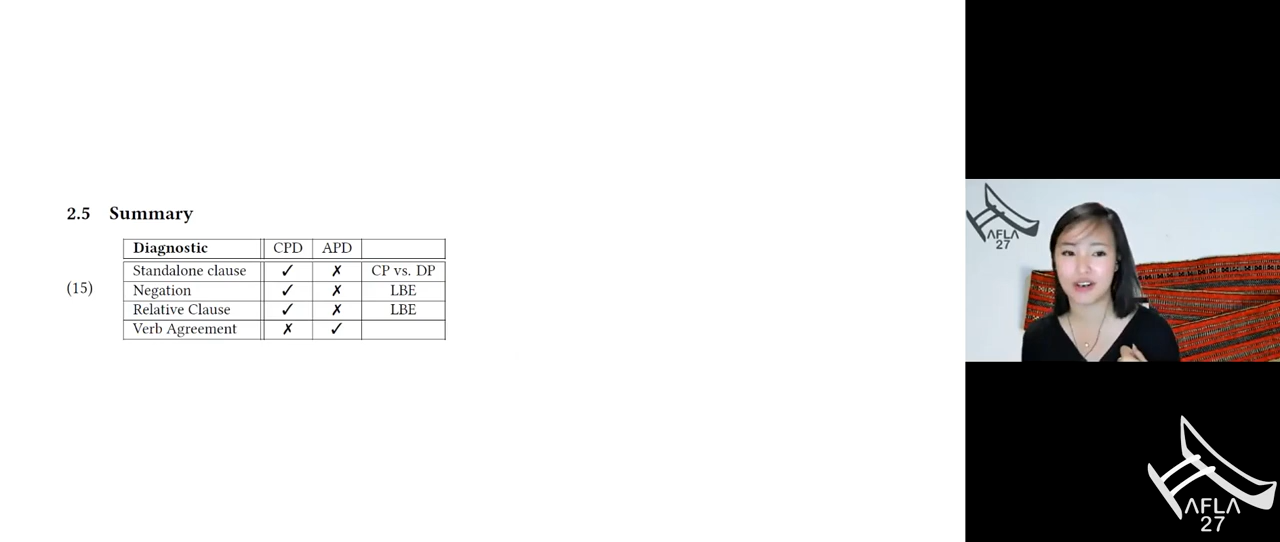 2.5 Summary
Diagnostic CPD APD
(15)
Standalone clause ✓ ✗ CP vs. DP
Negation ✓ ✗ LBE
Relative Clause ✓ ✗ LBE
Verb Agreement ✗ ✓
AFLA
27
AFLA
27